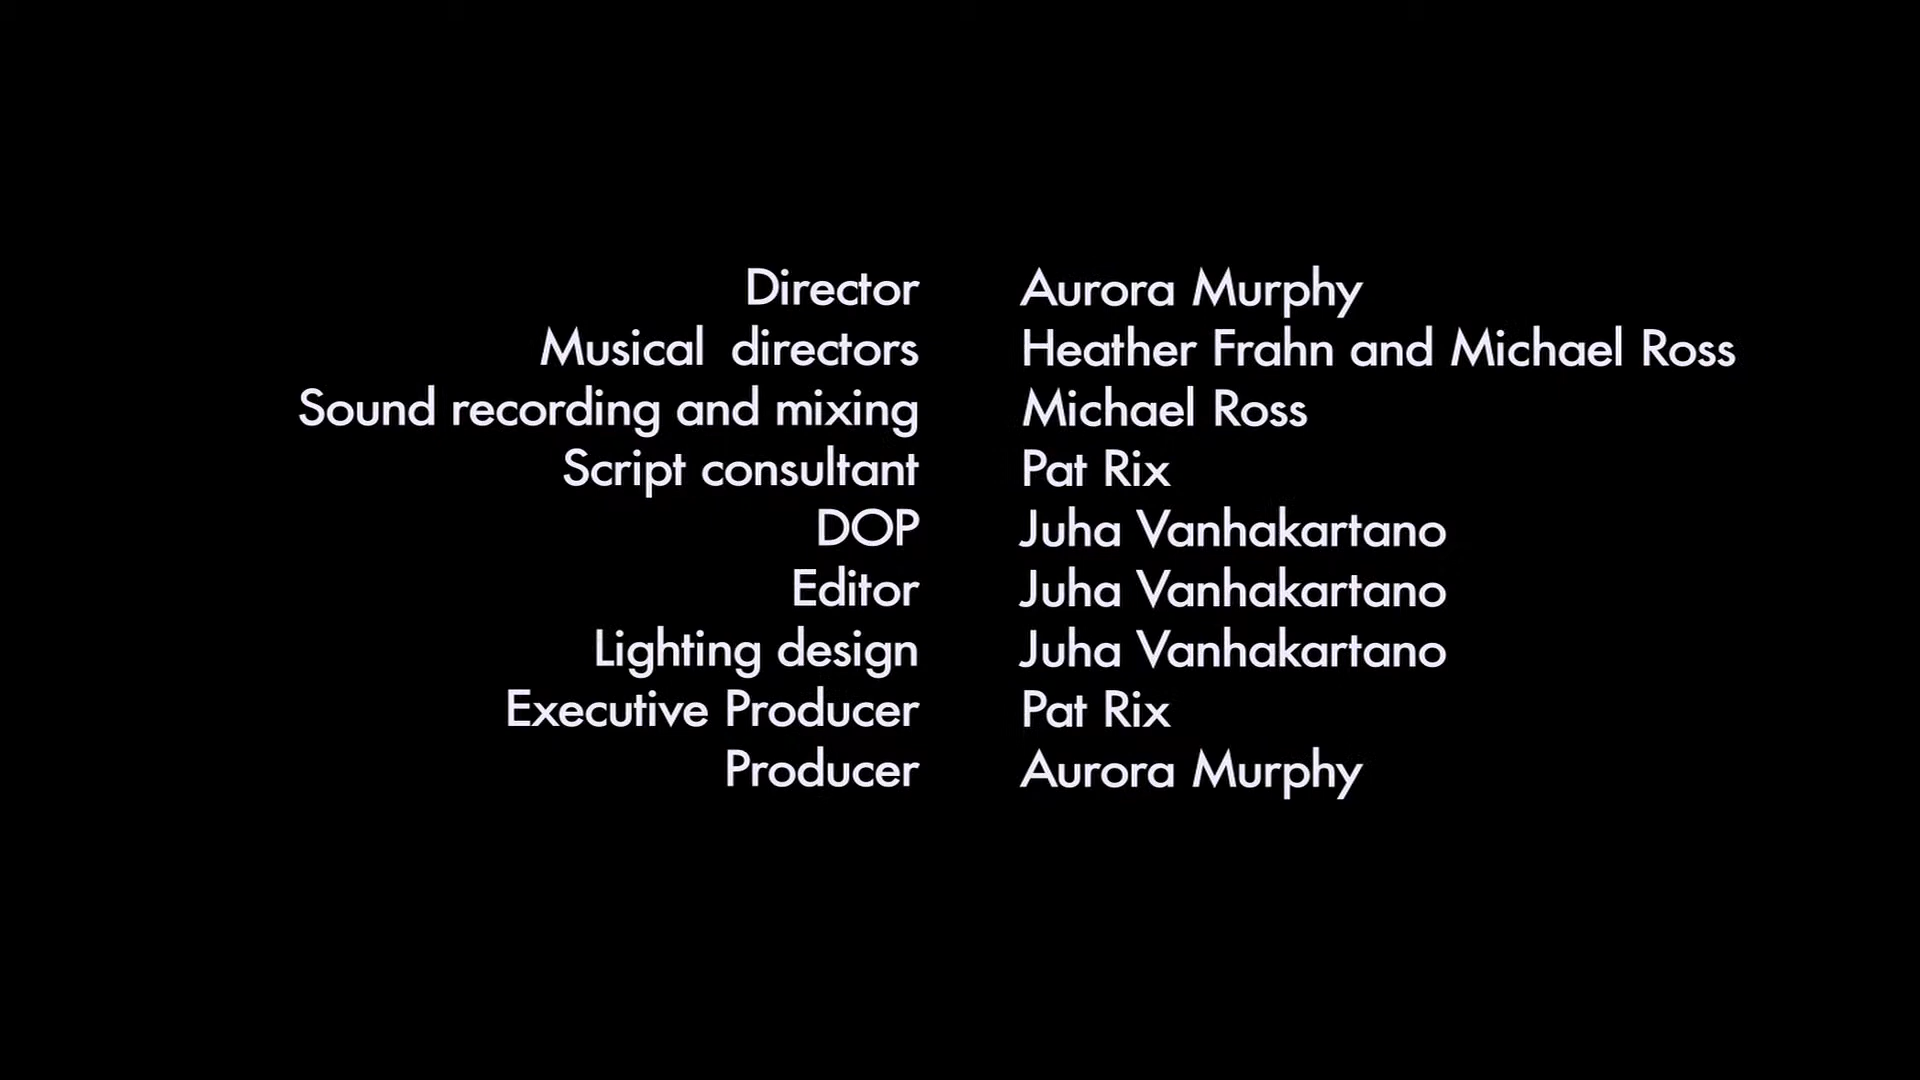 Director Aurora Murphy
Musical directors Heather Frahn and Michael Ross
Sound recording and mixing Michael Ross
Script consultant Pat Rix
DOP Juha Vanhakartano
Editor Juha Vanhakartano
Lighting design Juha Vanhakartano
Executive Producer Pat Rix
Producer Aurora Murphy